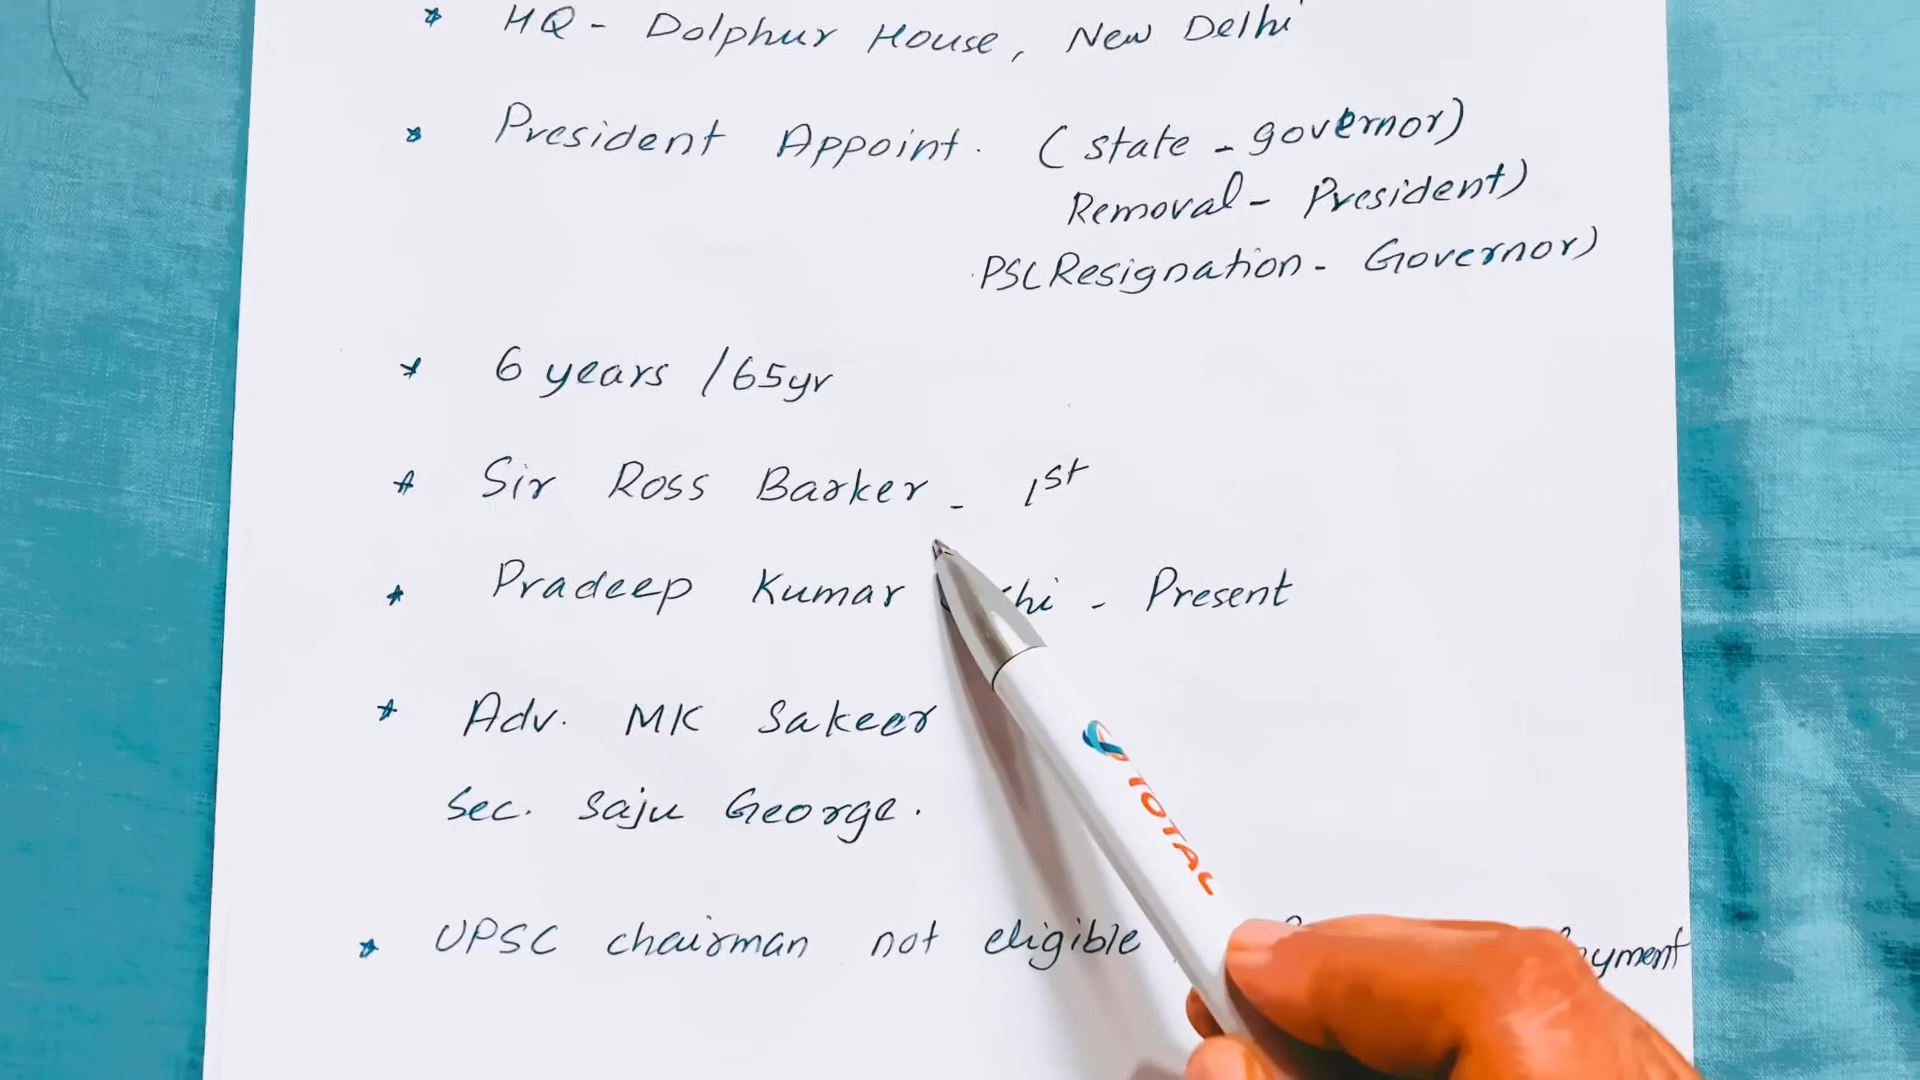 * HQ - Dolphur House, New Delhi
* President Appoint. (state - governor)
Removal - President)
PSC Resignation - Governor)
* 6 years /65yr
* Sir Ross Barker - 1st
* Pradeep Kumar - Present
* Adv. MK Sakeer
Sec. Saju George.
* UPSC chairman not eligible
TOTAL